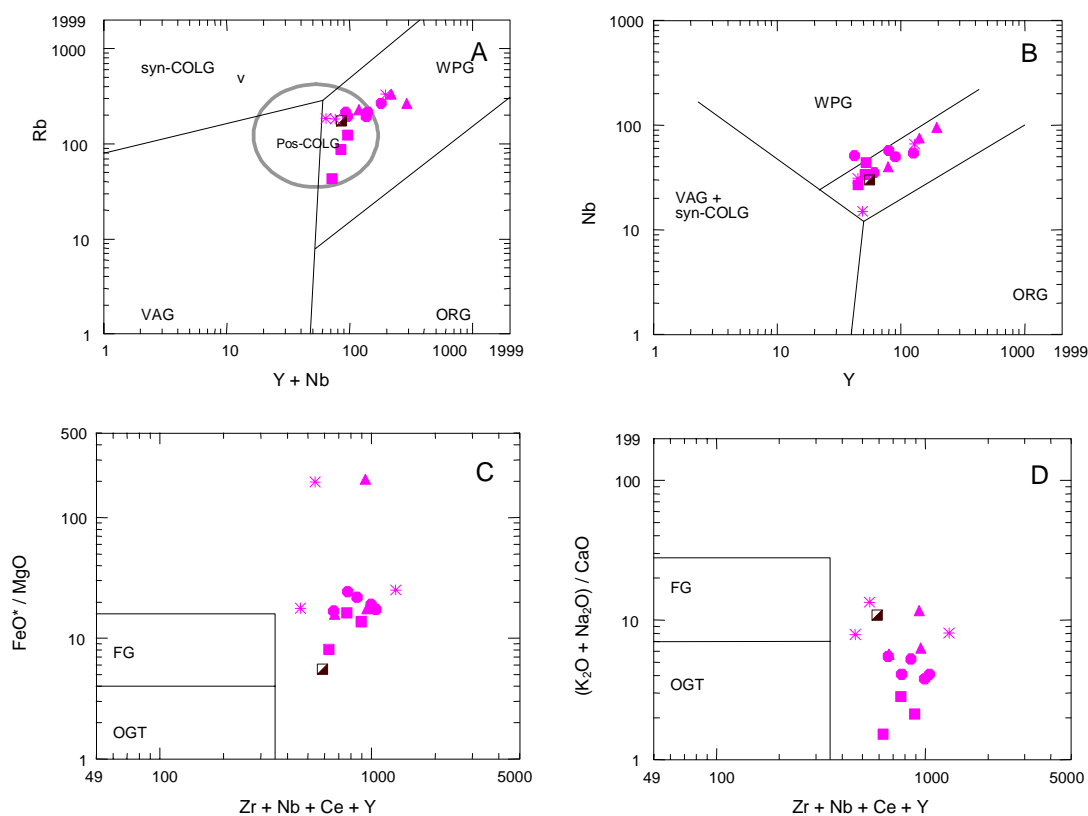 1999
1000
100
10
1
Rb
A
syn-COLG
v
WPG
Pos-COLG
VAG
ORG
1
10
100
1000
1999
Y + Nb
1000
100
10
1
Nb
B
WPG
VAG +
syn-COLG
ORG
1
10
100
1000
Y
500
100
10
1
FeO* / MgO
C
FG
OGT
49
100
1000
5000
Zr + Nb + Ce + Y
199
100
10
1
(K₂O + Na₂O) / CaO
D
FG
OGT
49
100
1000
5000
Zr + Nb + Ce + Y